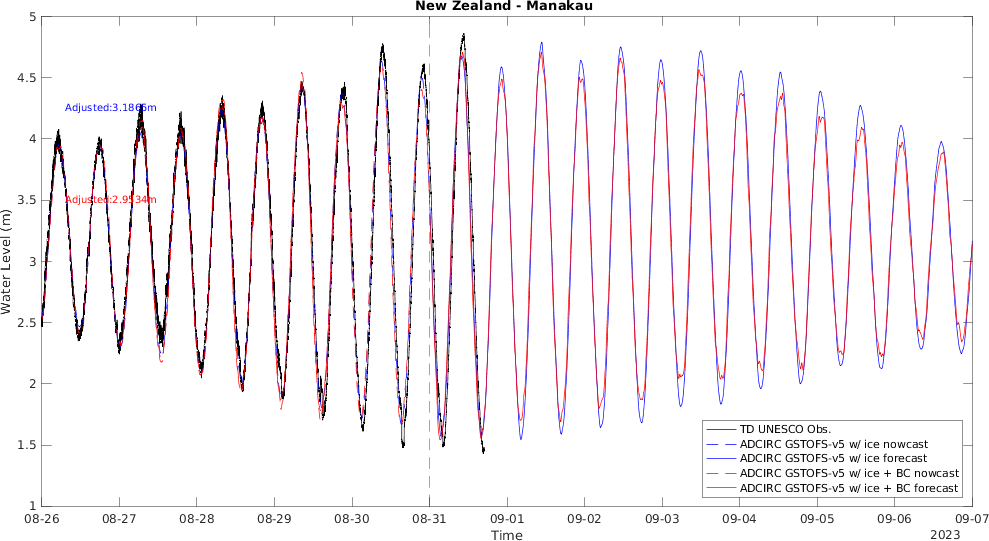 New Zealand - Manakau
Water Level (m)
5
4.5
4
3.5
3
2.5
2
1.5
1
Adjusted:3.1866m
Adjusted:2.9534m
TD UNESCO Obs.
ADCIRC GSTOFS-v5 w/ ice nowcast
ADCIRC GSTOFS-v5 w/ ice forecast
ADCIRC GSTOFS-v5 w/ ice + BC nowcast
ADCIRC GSTOFS-v5 w/ ice + BC forecast
08-26 08-27 08-28 08-29 08-30 08-31 09-01 09-02 09-03 09-04 09-05 09-06 09-07
Time
2023